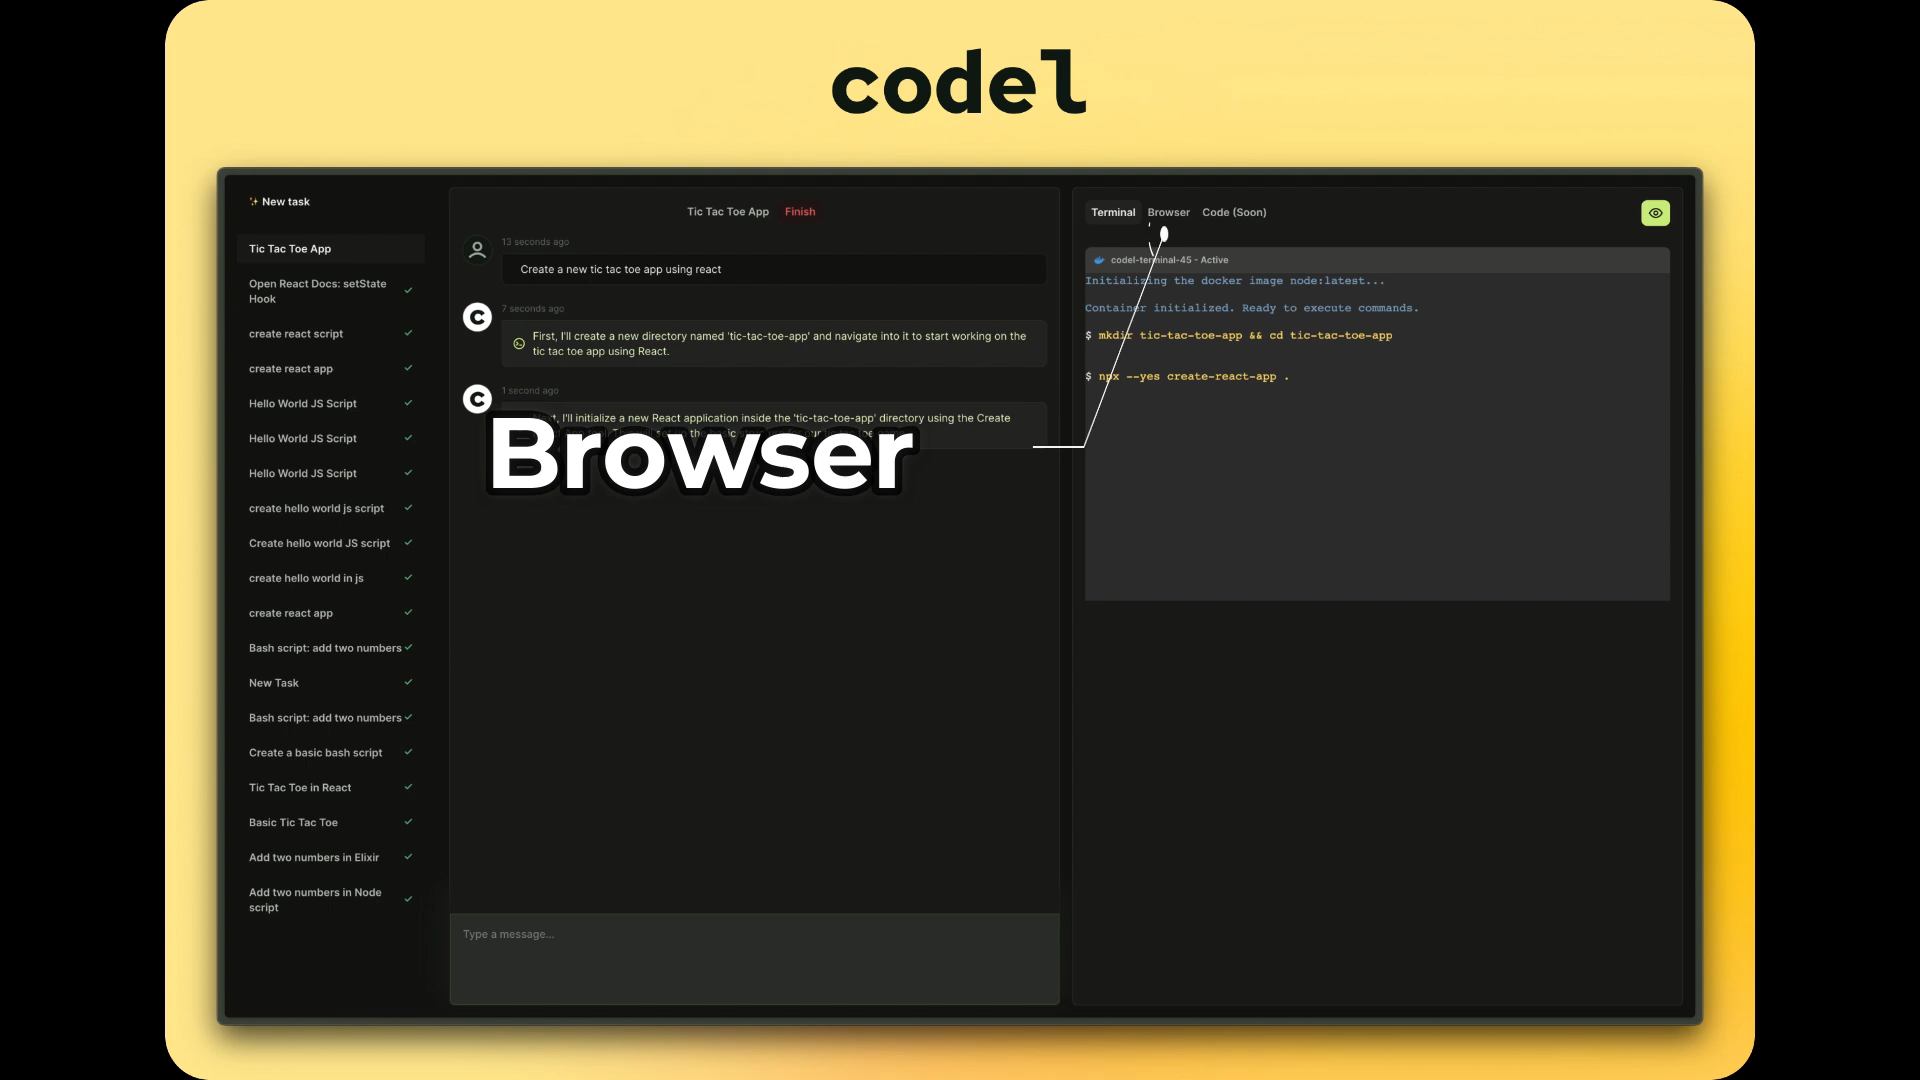 codel
✨ New task
Tic Tac Toe App
Open React Docs: setState
Hook
create react script
create react app
Hello World JS Script
Hello World JS Script
Hello World JS Script
create hello world js script
Create hello world JS script
create hello world in js
create react app
Bash script: add two numbers
New Task
Bash script: add two numbers
Create a basic bash script
Tic Tac Toe in React
Basic Tic Tac Toe
Add two numbers in Elixir
Add two numbers in Node
script
Tic Tac Toe App Finish
13 seconds ago
Create a new tic tac toe app using react
7 seconds ago
First, I'll create a new directory named 'tic-tac-toe-app' and navigate into it to start working on the
tic tac toe app using React.
1 second ago
I'll initialize a new React application inside the 'tic-tac-toe-app' directory using the Create
Browser
Type a message...
Terminal Browser Code (Soon)
codel-terminal-45 - Active
Initializing the docker image node:latest...
Container initialized. Ready to execute commands.
$ mkdir tic-tac-toe-app && cd tic-tac-toe-app
$ npx --yes create-react-app .